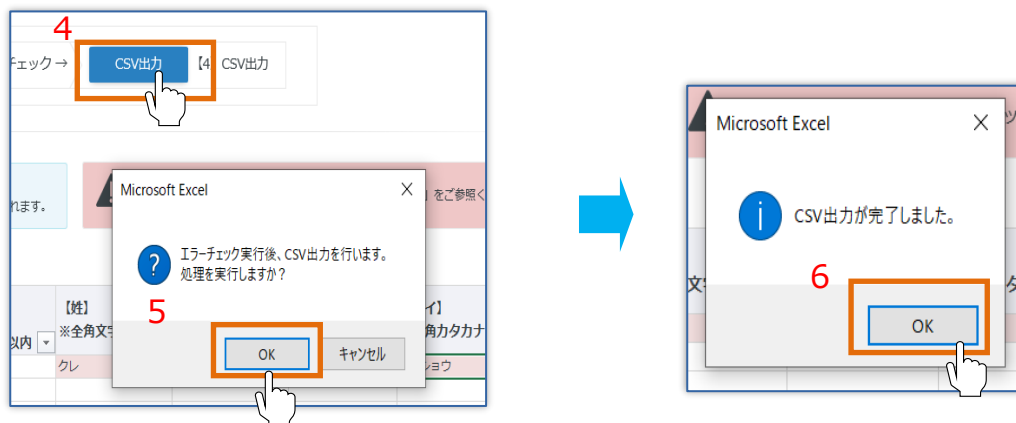 4
チェック→
CSV出力
【4】CSV出力
れます。
をご参照く
Microsoft Excel
エラーチェック実行後、CSV出力を行います。
処理を実行しますか？
5
【姓】
※全角文字
以内
イ】
角カタカナ
OK
キャンセル
クレ
ショウ
Microsoft Excel
CSV出力が完了しました。
6
OK